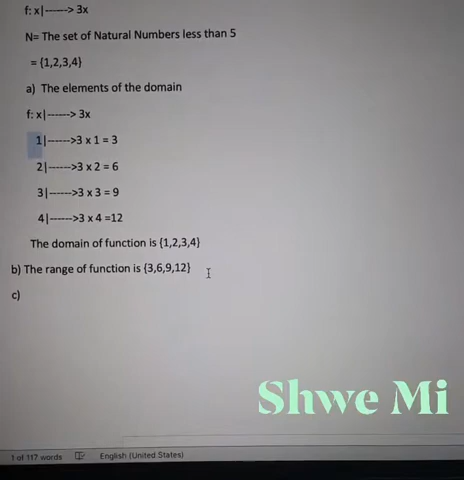 f: x|------> 3x
N= The set of Natural Numbers less than 5
= {1,2,3,4}
a) The elements of the domain
f: x|------> 3x
1|------>3 x 1 = 3
2|------>3 x 2 = 6
3|------>3 x 3 = 9
4|------>3 x 4 =12
The domain of function is {1,2,3,4}
b) The range of function is {3,6,9,12}
c)
Shwe Mi
1 of 117 words English (United States)